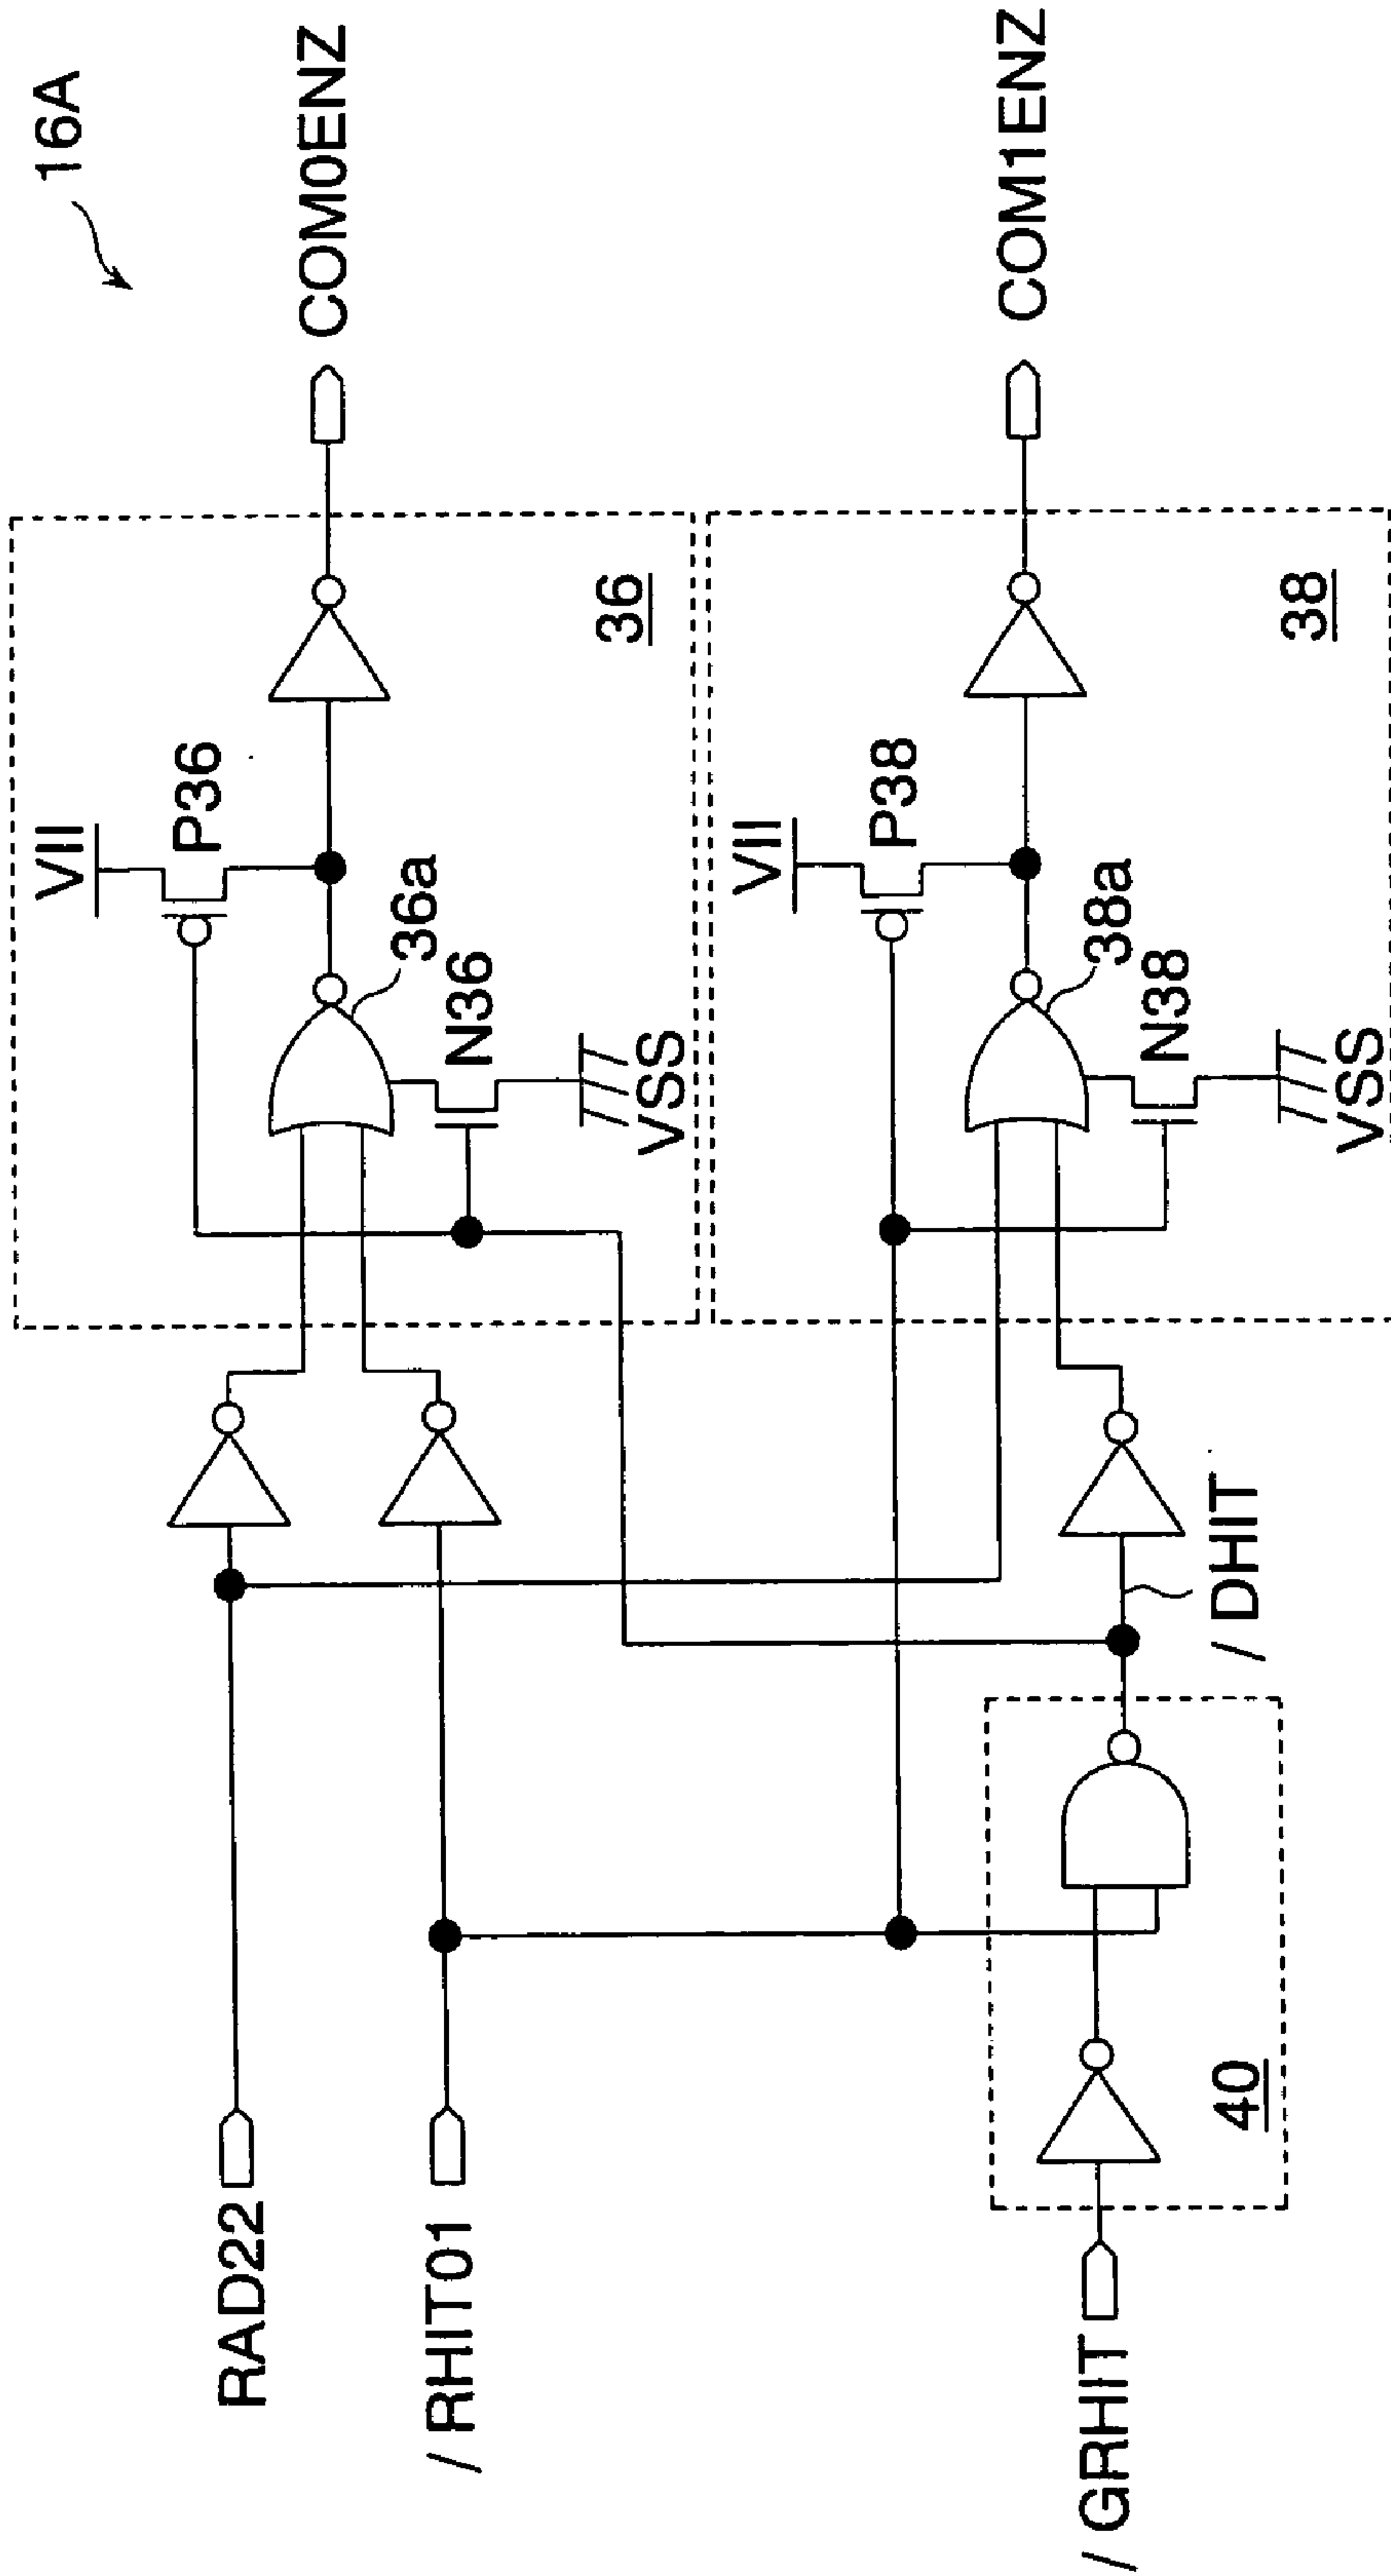 16A
COM0ENZ
COM1ENZ
VII
P36
36a
N36
VSS
36
VII
P38
38a
N38
VSS
38
/ DHIT
40
RAD22
/ RHIT01
/ GRHIT